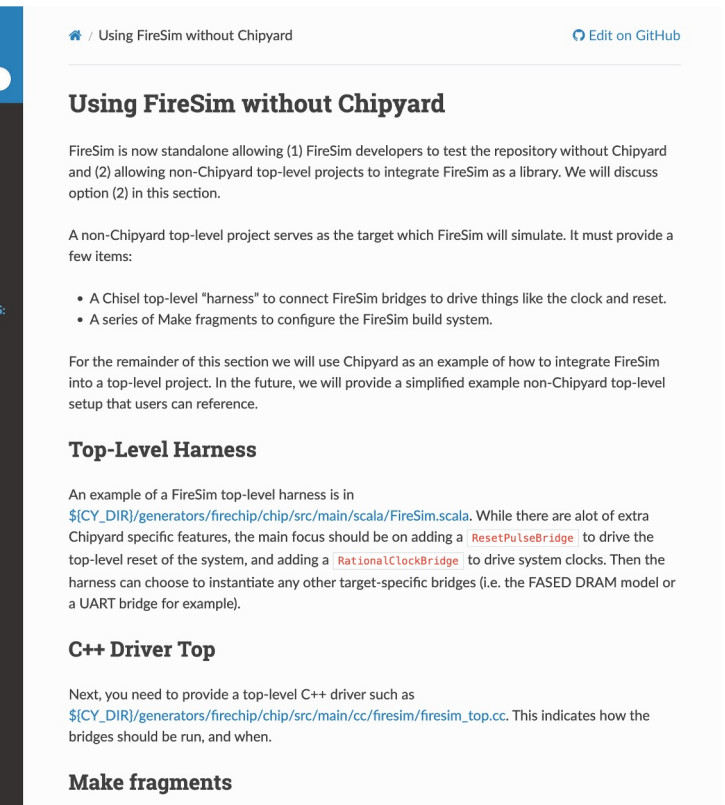 / Using FireSim without Chipyard
Edit on GitHub
Using FireSim without Chipyard
FireSim is now standalone allowing (1) FireSim developers to test the repository without Chipyard
and (2) allowing non-Chipyard top-level projects to integrate FireSim as a library. We will discuss
option (2) in this section.
A non-Chipyard top-level project serves as the target which FireSim will simulate. It must provide a
few items:
• A Chisel top-level “harness” to connect FireSim bridges to drive things like the clock and reset.
• A series of Make fragments to configure the FireSim build system.
s:
For the remainder of this section we will use Chipyard as an example of how to integrate FireSim
into a top-level project. In the future, we will provide a simplified example non-Chipyard top-level
setup that users can reference.
Top-Level Harness
An example of a FireSim top-level harness is in
${CY_DIR}/generators/firechip/chip/src/main/scala/FireSim.scala. While there are alot of extra
Chipyard specific features, the main focus should be on adding a ResetPulseBridge to drive the
top-level reset of the system, and adding a RationalClockBridge to drive system clocks. Then the
harness can choose to instantiate any other target-specific bridges (i.e. the FASED DRAM model or
a UART bridge for example).
C++ Driver Top
Next, you need to provide a top-level C++ driver such as
${CY_DIR}/generators/firechip/chip/src/main/cc/firesim/firesim_top.cc. This indicates how the
bridges should be run, and when.
Make fragments